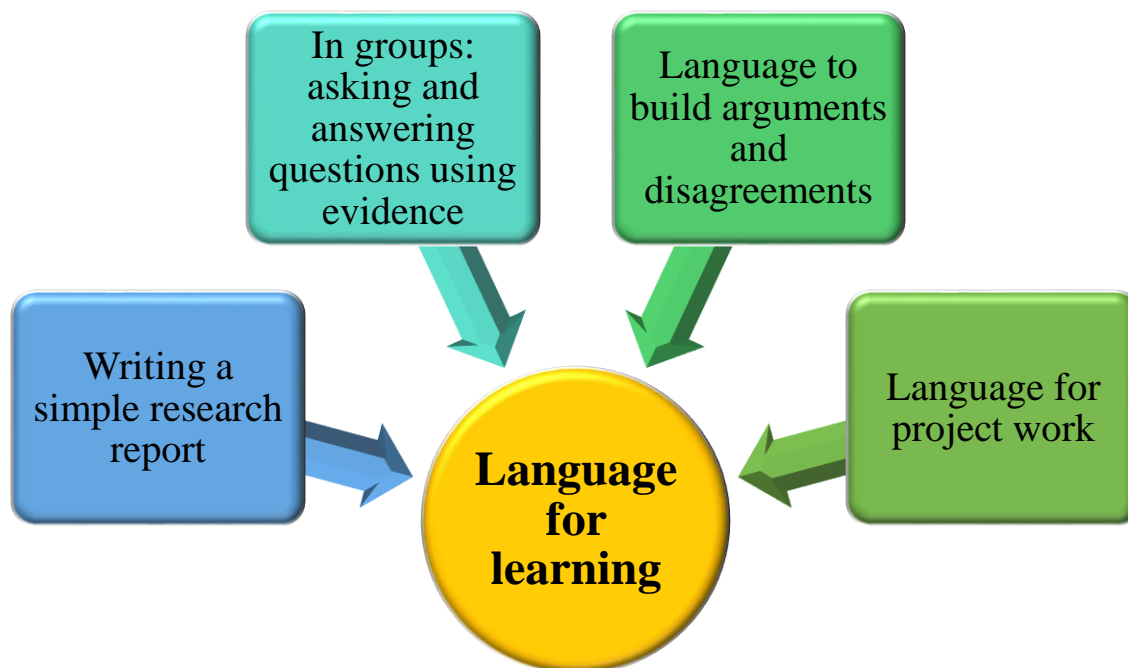 In groups:
asking and
answering
questions using
evidence
Language to
build arguments
and
disagreements
Writing a
simple research
report
Language for
project work
Language
for
learning